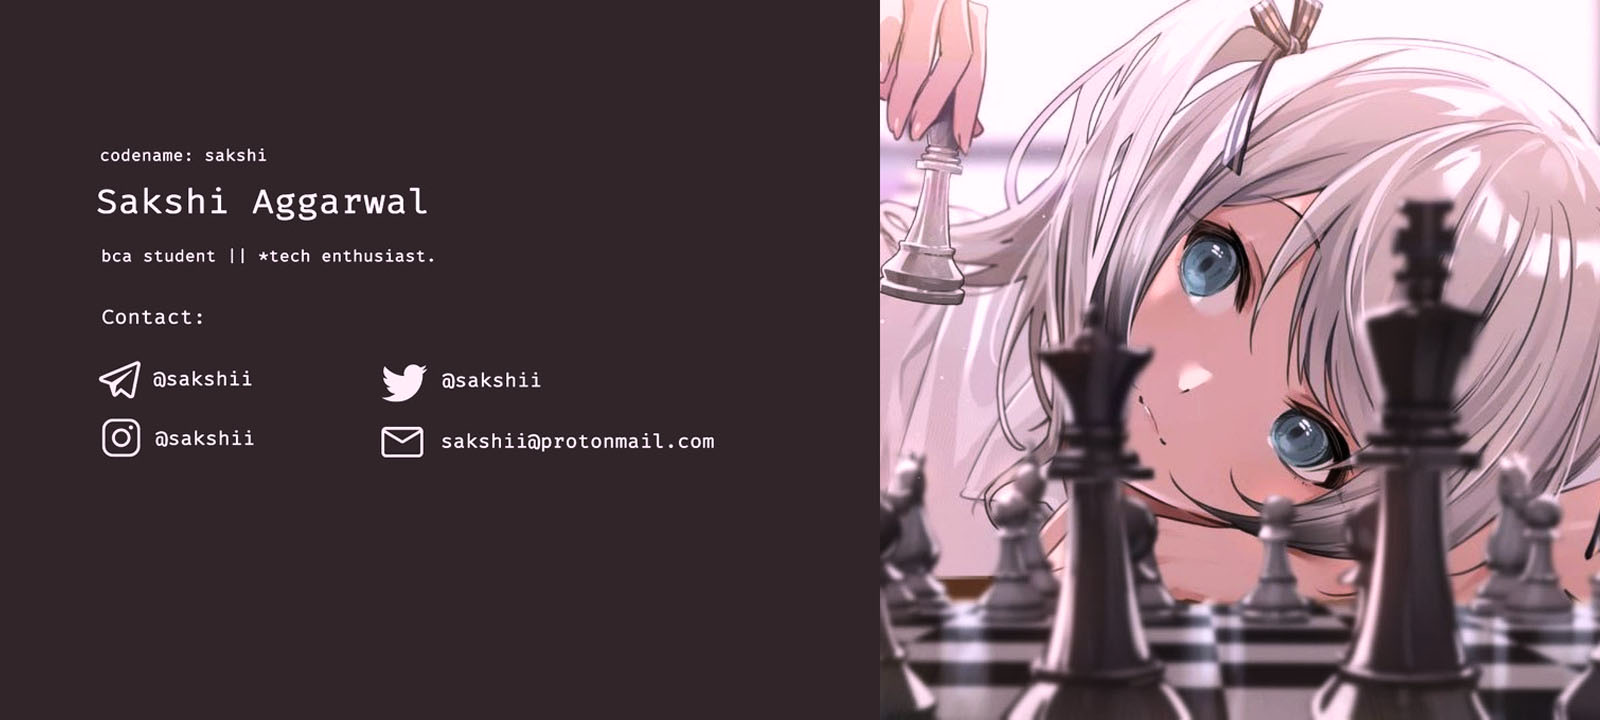 codename: sakshi
Sakshi Aggarwal
bca student || *tech enthusiast.
Contact:
@sakshii
@sakshii
@sakshii
sakshii@protonmail.com